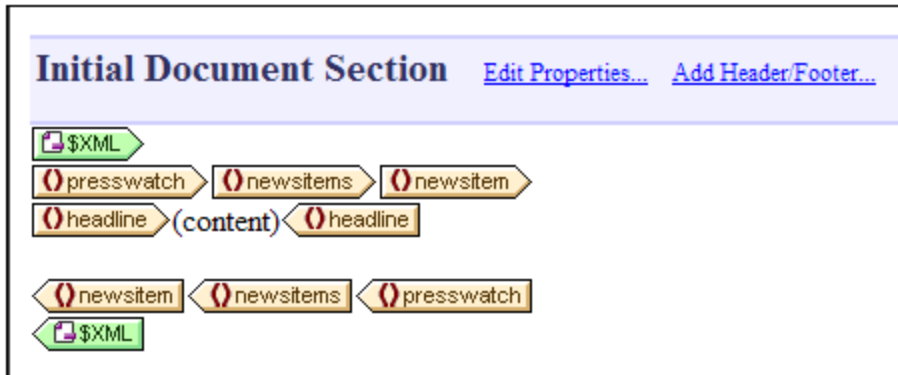 Initial Document Section Edit Properties... Add Header/Footer...
$XML
()presswatch ()newsitems ()newsitem
()headline (content) ()headline
()newsitem ()newsitems ()presswatch
$XML